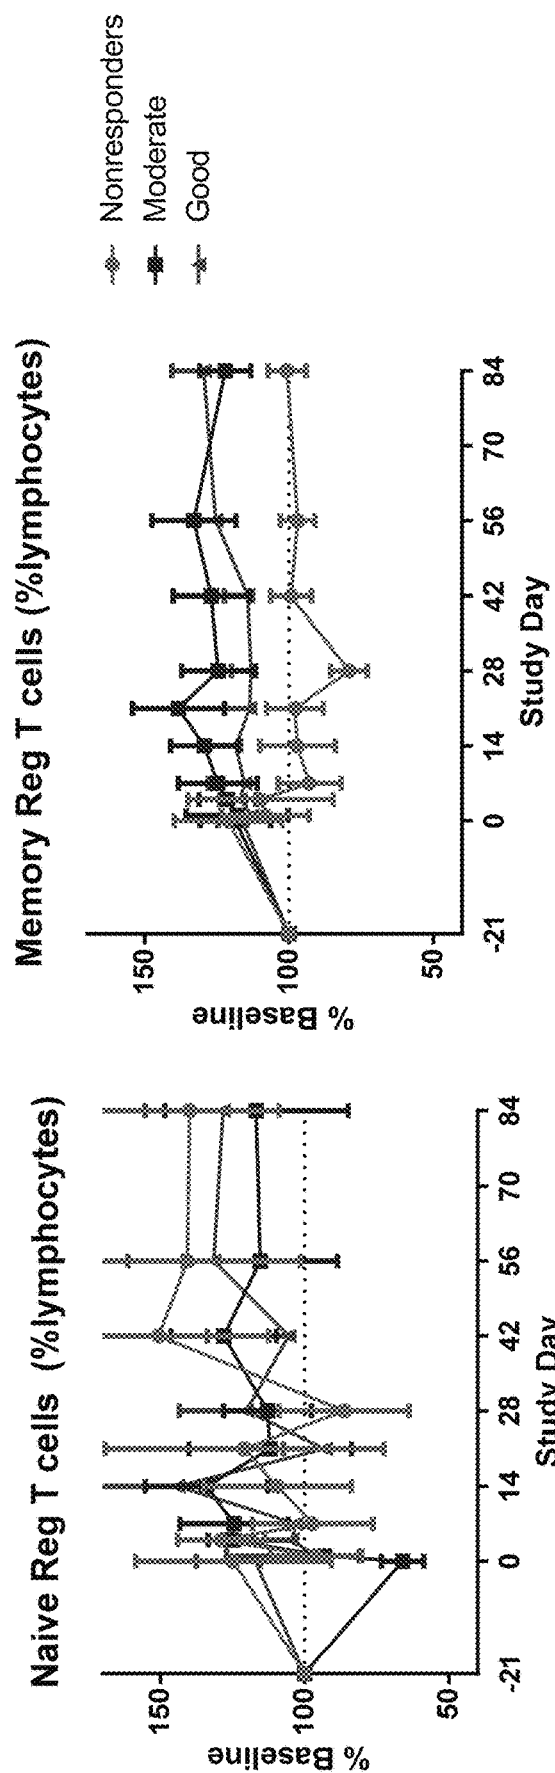 Naive Reg T cells (%lymphocytes)
% Baseline
150
100
50
-21
0
14
28
42
56
70
84
Study Day
Memory Reg T cells (%lymphocytes)
% Baseline
150
100
50
-21
0
14
28
42
56
70
84
Study Day
Nonresponders
Moderate
Good